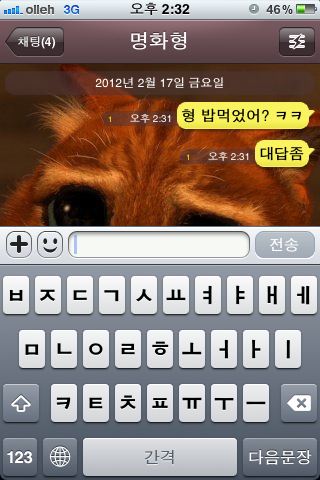 olleh 3G 오후 2:32 46%
채팅(4) 명화형
2012년 2월 17일 금요일
1 오후 2:31 형 밥먹었어? ㅋㅋ
1 오후 2:31 대답좀
전송
ㅂ ㅈ ㄷ ㄱ ㅅ ㅛ ㅕ ㅑ ㅐ ㅔ
ㅁ ㄴ ㅇ ㄹ ㅎ ㅗ ㅓ ㅏ ㅣ
ㅋ ㅌ ㅊ ㅍ ㅠ ㅜ ㅡ
123 간격 다음문장